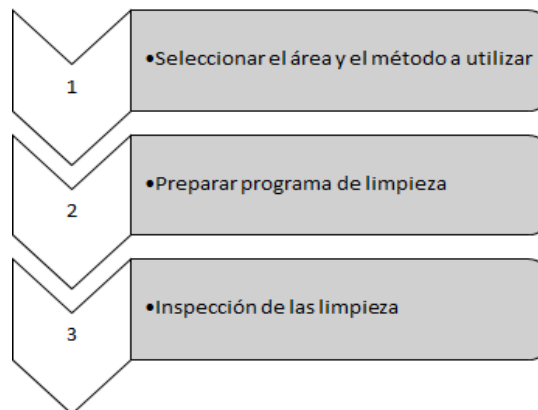 1
•Seleccionar el área y el método a utilizar
2
•Preparar programa de limpieza
3
•Inspección de las limpieza